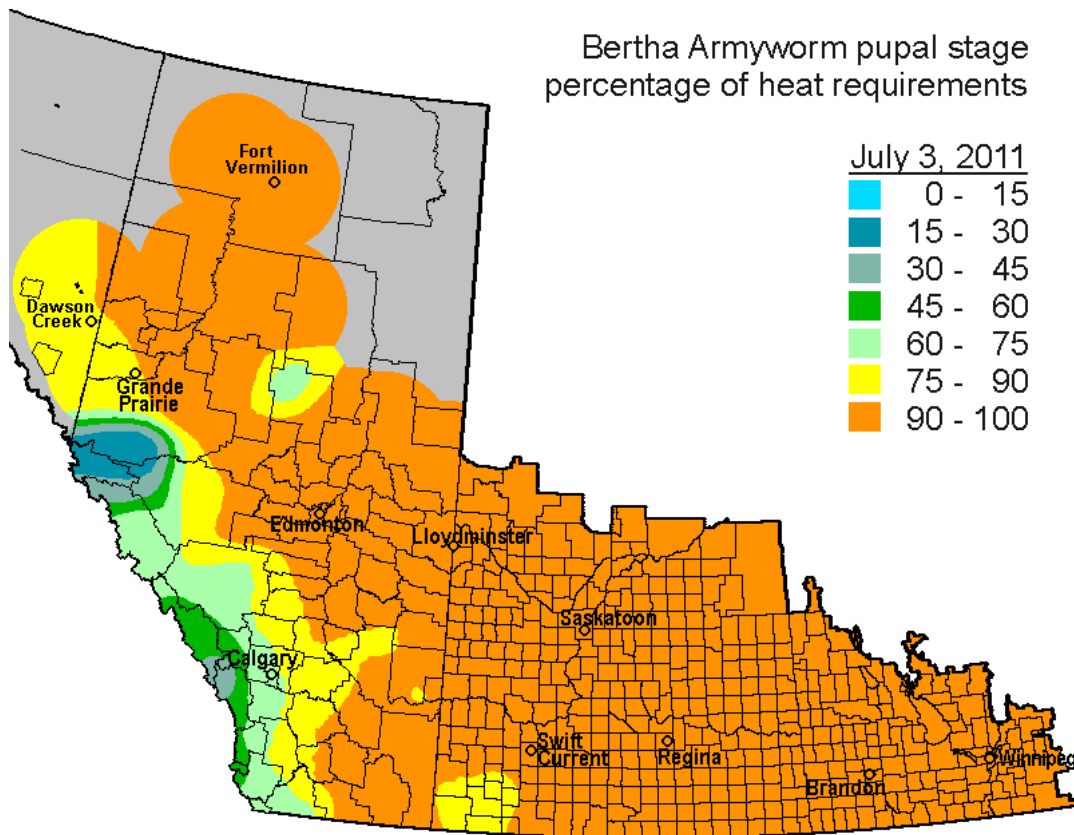 Bertha Armyworm pupal stage
percentage of heat requirements
July 3, 2011
0 - 15
15 - 30
30 - 45
45 - 60
60 - 75
75 - 90
90 - 100
Fort
Vermilion
Dawson
Creek
Grande
Prairie
Edmonton
Lloydminster
Saskatoon
Calgary
Swift
Current
Regina
Brandon
Winnipeg